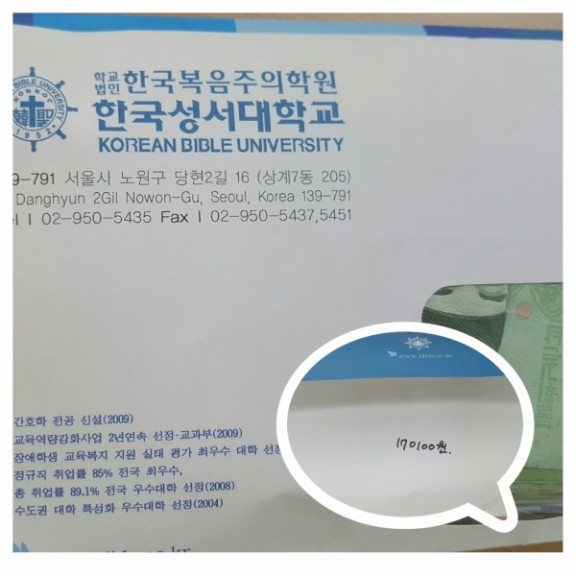 학교
법인 한국복음주의학원
한국성서대학교
KOREAN BIBLE UNIVERSITY
9-791 서울시 노원구 당현2길 16 (상계7동 205)
Danghyun 2Gil Nowon-Gu, Seoul, Korea 139-791
l l 02-950-5435 Fax l 02-950-5437,5451
BIBLE UNIVERSITY
1952
간호학 전공 신설(2009)
교육역량강화사업 2년연속 선정-교과부(2009)
장애학생 교육복지 지원 실태 평가 최우수 대학 선정
정규직 취업률 85% 전국 최우수,
총 취업률 89.1% 전국 우수대학 선정(2008)
수도권 대학 특성화 우수대학 선정(2004)
170100원.